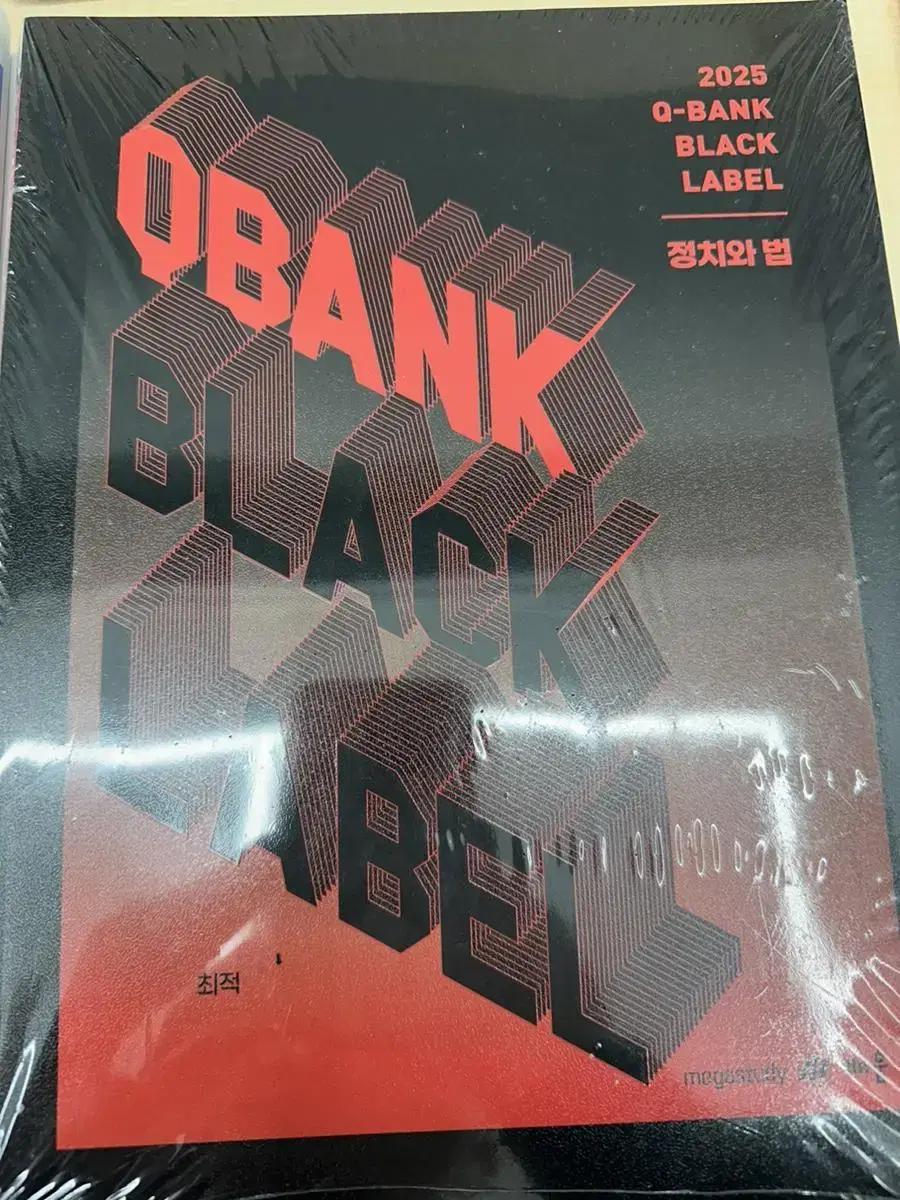 2025
Q-BANK
BLACK
LABEL
정치와 법
QBANK
BLACK
LABEL
최적
megastudy